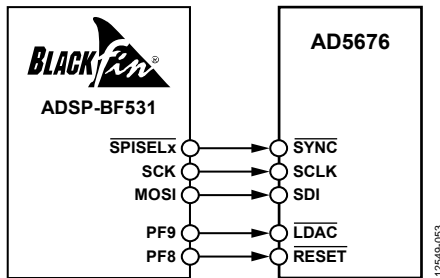 BLACKfin®
ADSP-BF531
SPISELx
SCK
MOSI
PF9
PF8
AD5676
SYNC
SCLK
SDI
LDAC
RESET
12549-053